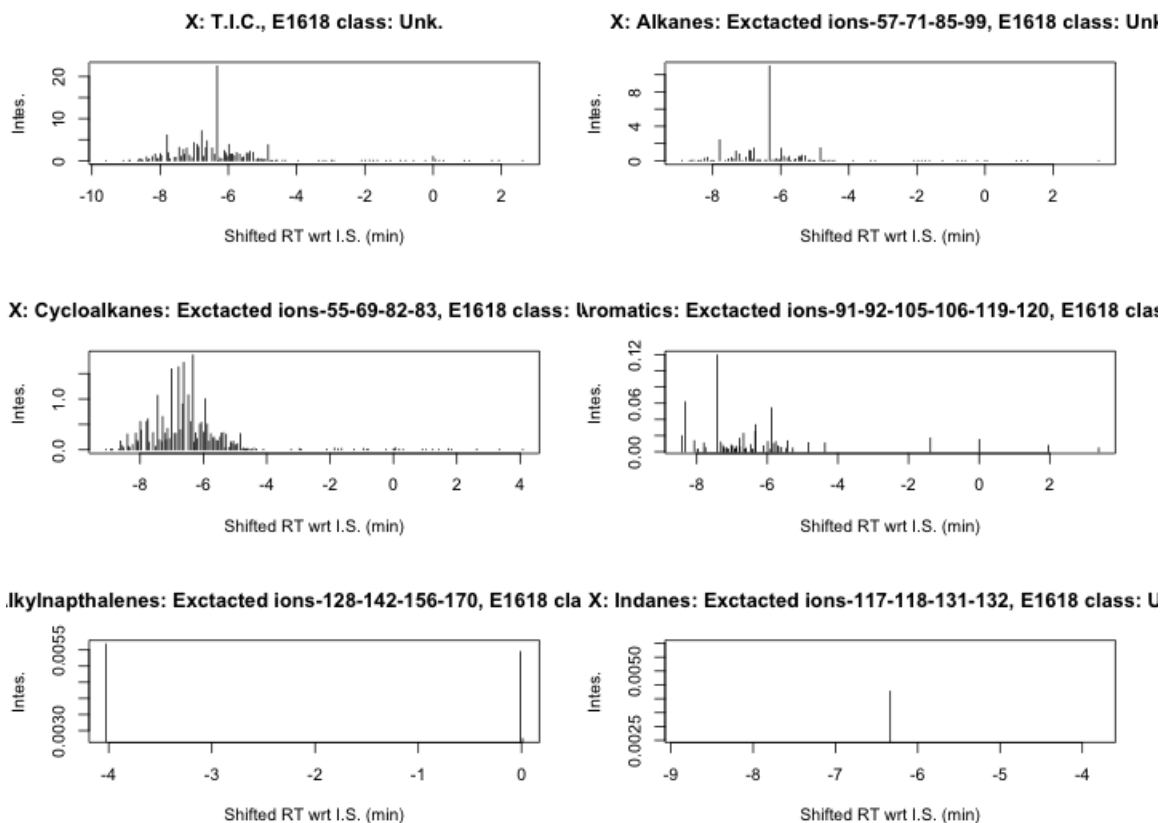 X: T.I.C., E1618 class: Unk.
Intes.
0 5 10 20
-10 -8 -6 -4 -2 0 2
Shifted RT wrt I.S. (min)
X: Alkanes: Exctacted ions-57-71-85-99, E1618 class: Unk
Intes.
0 4 8
-8 -6 -4 -2 0 2
Shifted RT wrt I.S. (min)
X: Cycloalkanes: Exctacted ions-55-69-82-83, E1618 class: U
Intes.
0.0 1.0
-8 -6 -4 -2 0 2 4
Shifted RT wrt I.S. (min)
Aromatics: Exctacted ions-91-92-105-106-119-120, E1618 clas
Intes.
0.00 0.06 0.12
-8 -6 -4 -2 0 2
Shifted RT wrt I.S. (min)
lkylnapthalenes: Exctacted ions-128-142-156-170, E1618 cla
Intes.
0.0030 0.0055
-4 -3 -2 -1 0
Shifted RT wrt I.S. (min)
X: Indanes: Exctacted ions-117-118-131-132, E1618 class: U
Intes.
0.0025 0.0050
-9 -8 -7 -6 -5 -4
Shifted RT wrt I.S. (min)